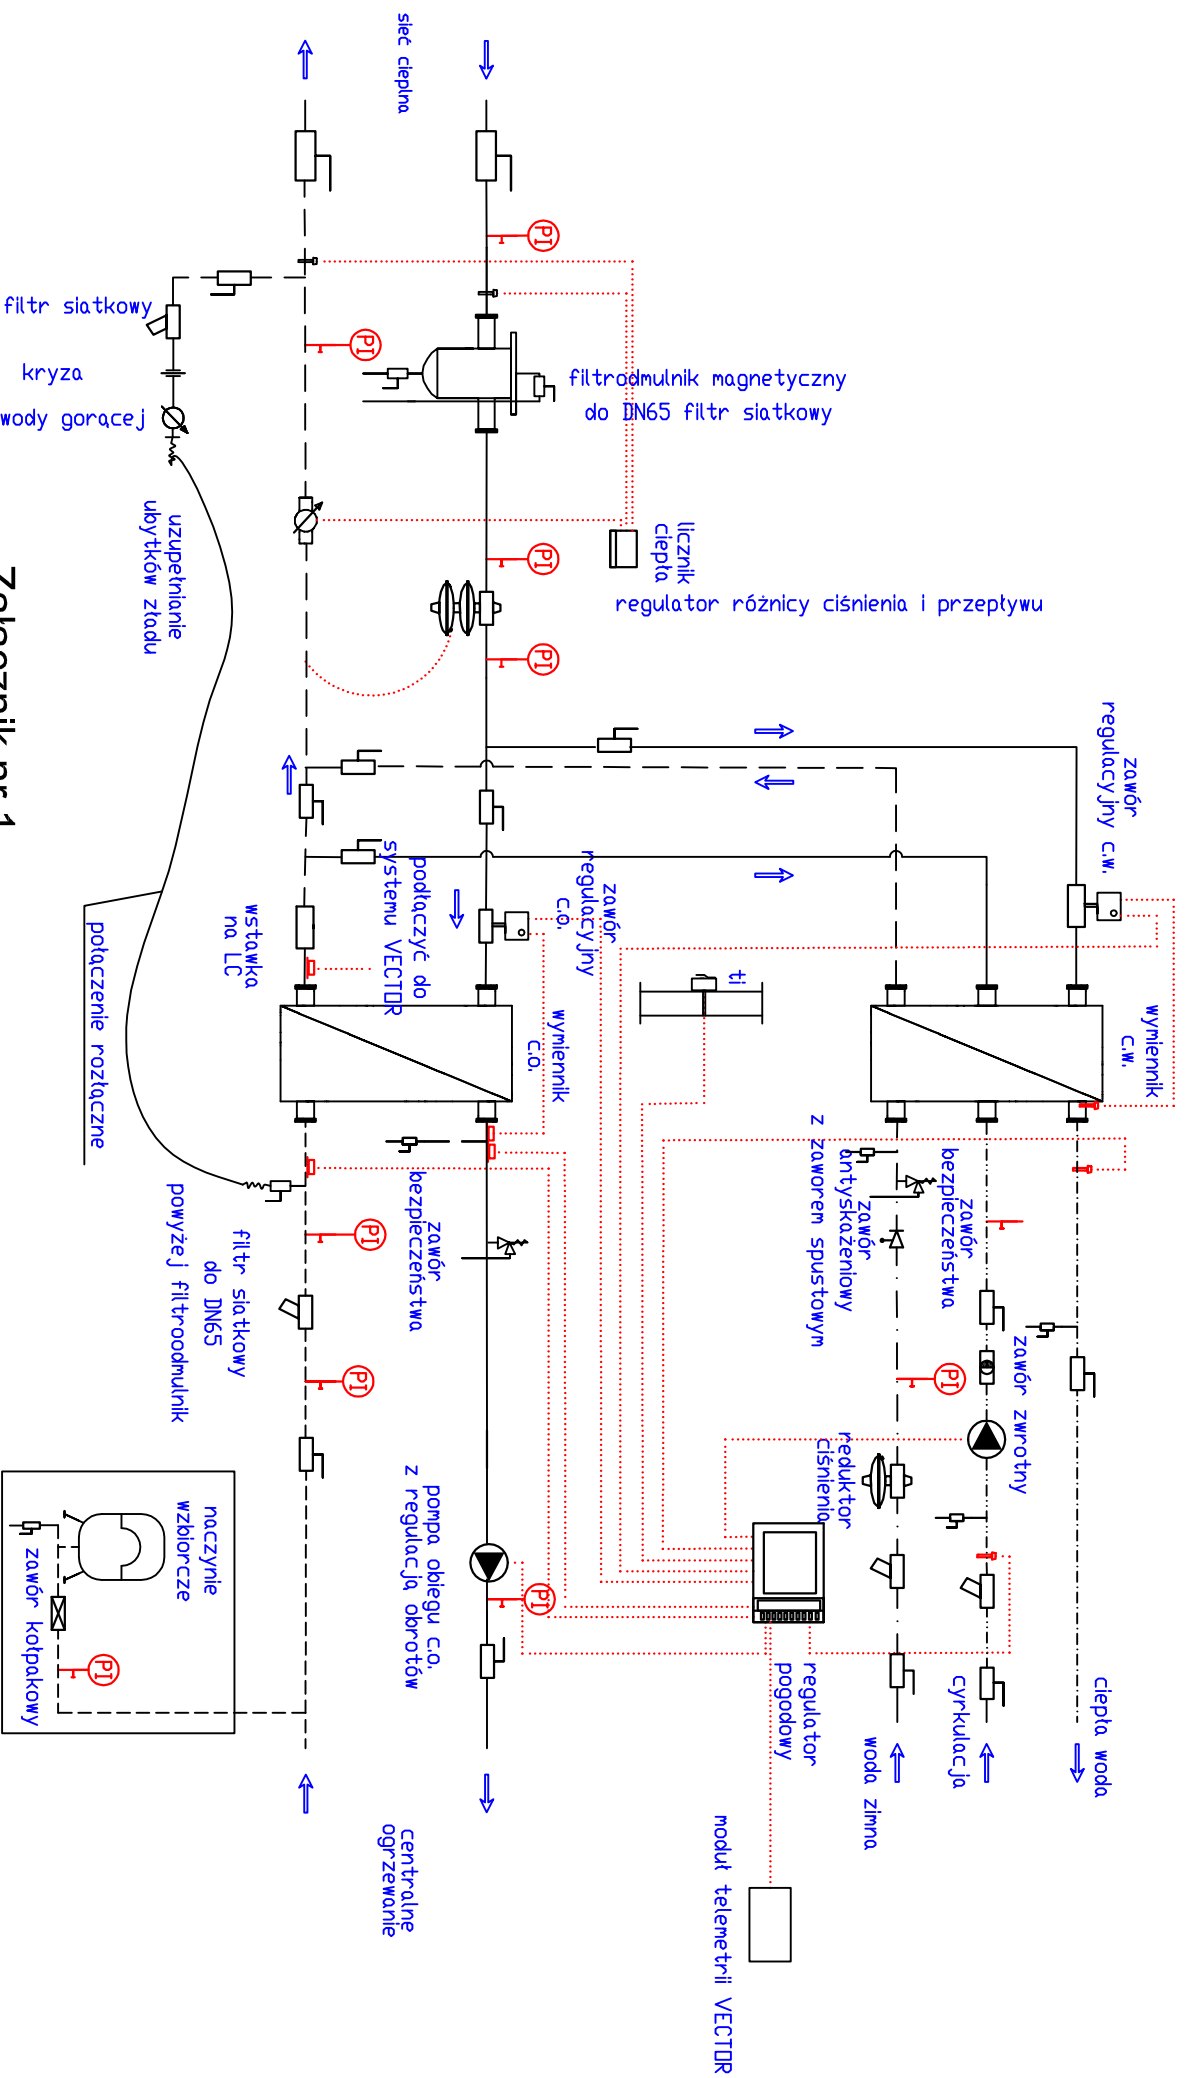 sieć cieplna
filtr siatkowy
kryza
wody gorącej
uzupełnianie
ubytków zładu
filtrodmulnik magnetyczny
do DN65 filtr siatkowy
licznik
ciepła
regulator różnicy ciśnienia i przepływu
zawór
regulacyjny c.w.
zawór
regulacyjny
c.o.
podłączyć do
systemu VECTOR
wstawka
na LC
połączenie rozłączne
wymiennik
c.o.
ti
wymiennik
c.w.
zawór
bezpieczeństwa
zawór
antyskażeniowy
z zaworem spustowym
zawór
bezpieczeństwa
filtr siatkowy
do DN65
powyżej filtroodmulnik
zawór zwrotny
reduktor
ciśnienia
pompa obiegu c.o.
z regulacją obrotów
naczynie
wzbiorcze
zawór kołpakowy
regulator
pogodowy
ciepła woda
cyrkulacja
woda zimna
centralne
ogrzewanie
moduł telemetrii VECTOR
PI
PI
PI
PI
PI
PI
PI
PI
PI
Załącznik nr 1